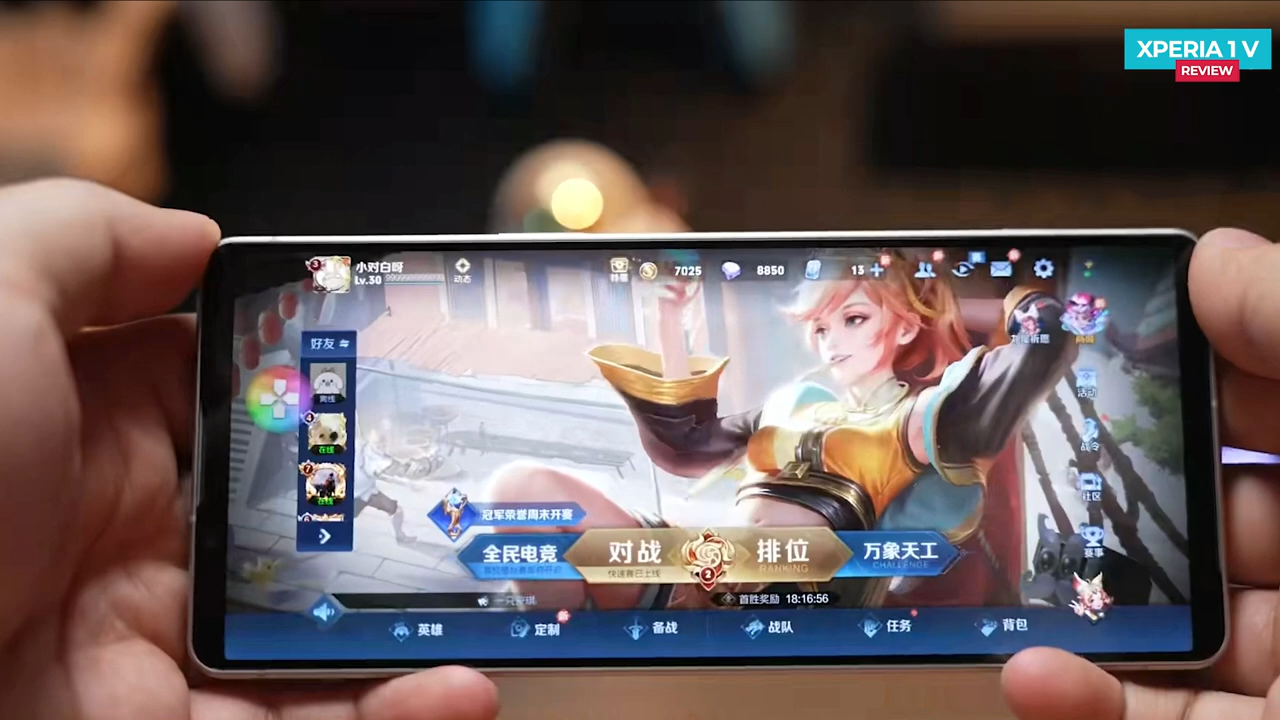 XPERIA 1 V
REVIEW
3
小对白呀
Lv.30
动态
7025
8850
13
好友
离线
4
在线
7
在线
活动
战令
社区
赛事
冠军荣誉周末开赛
全民电竞
对战
快速赛已上线
2
排位
RANKING
万象天工
CHALLENGE
首胜奖励 18:16:56
英雄
定制
备战
战队
任务
背包